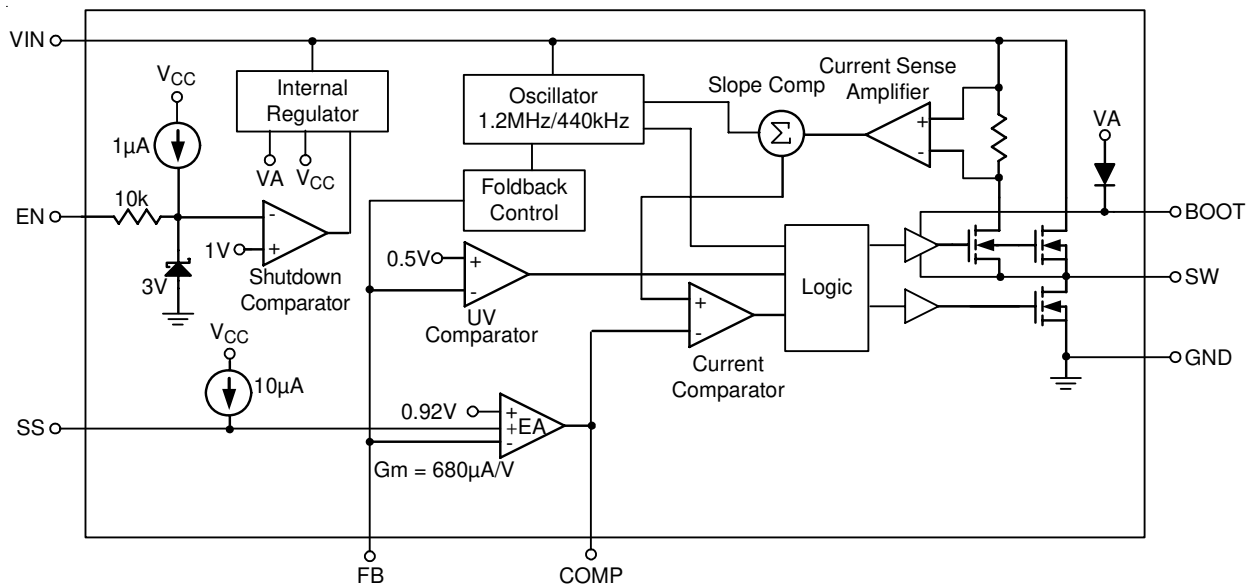 VIN
VCC
1µA
Internal
Regulator
VA
VCC
Oscillator
1.2MHz/440kHz
Slope Comp
Σ
Current Sense
Amplifier
+
-
VA
10k
EN
-
1V
+
3V
Shutdown
Comparator
Foldback
Control
BOOT
0.5V
+
-
UV
Comparator
SW
Logic
+
-
Current
Comparator
GND
VCC
10µA
SS
0.92V
+
+
-
EA
Gm = 680µA/V
FB
COMP